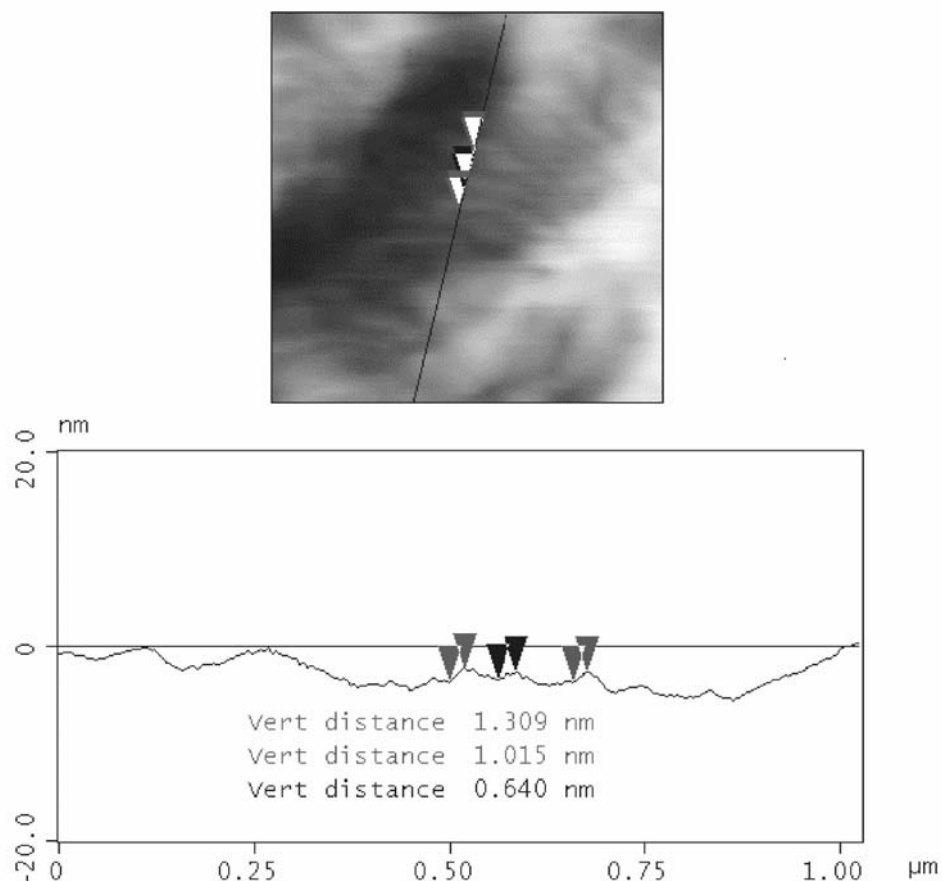 nm
20.0
0
-20.0
Vert distance 1.309 nm
Vert distance 1.015 nm
Vert distance 0.640 nm
0 0.25 0.50 0.75 1.00 µm